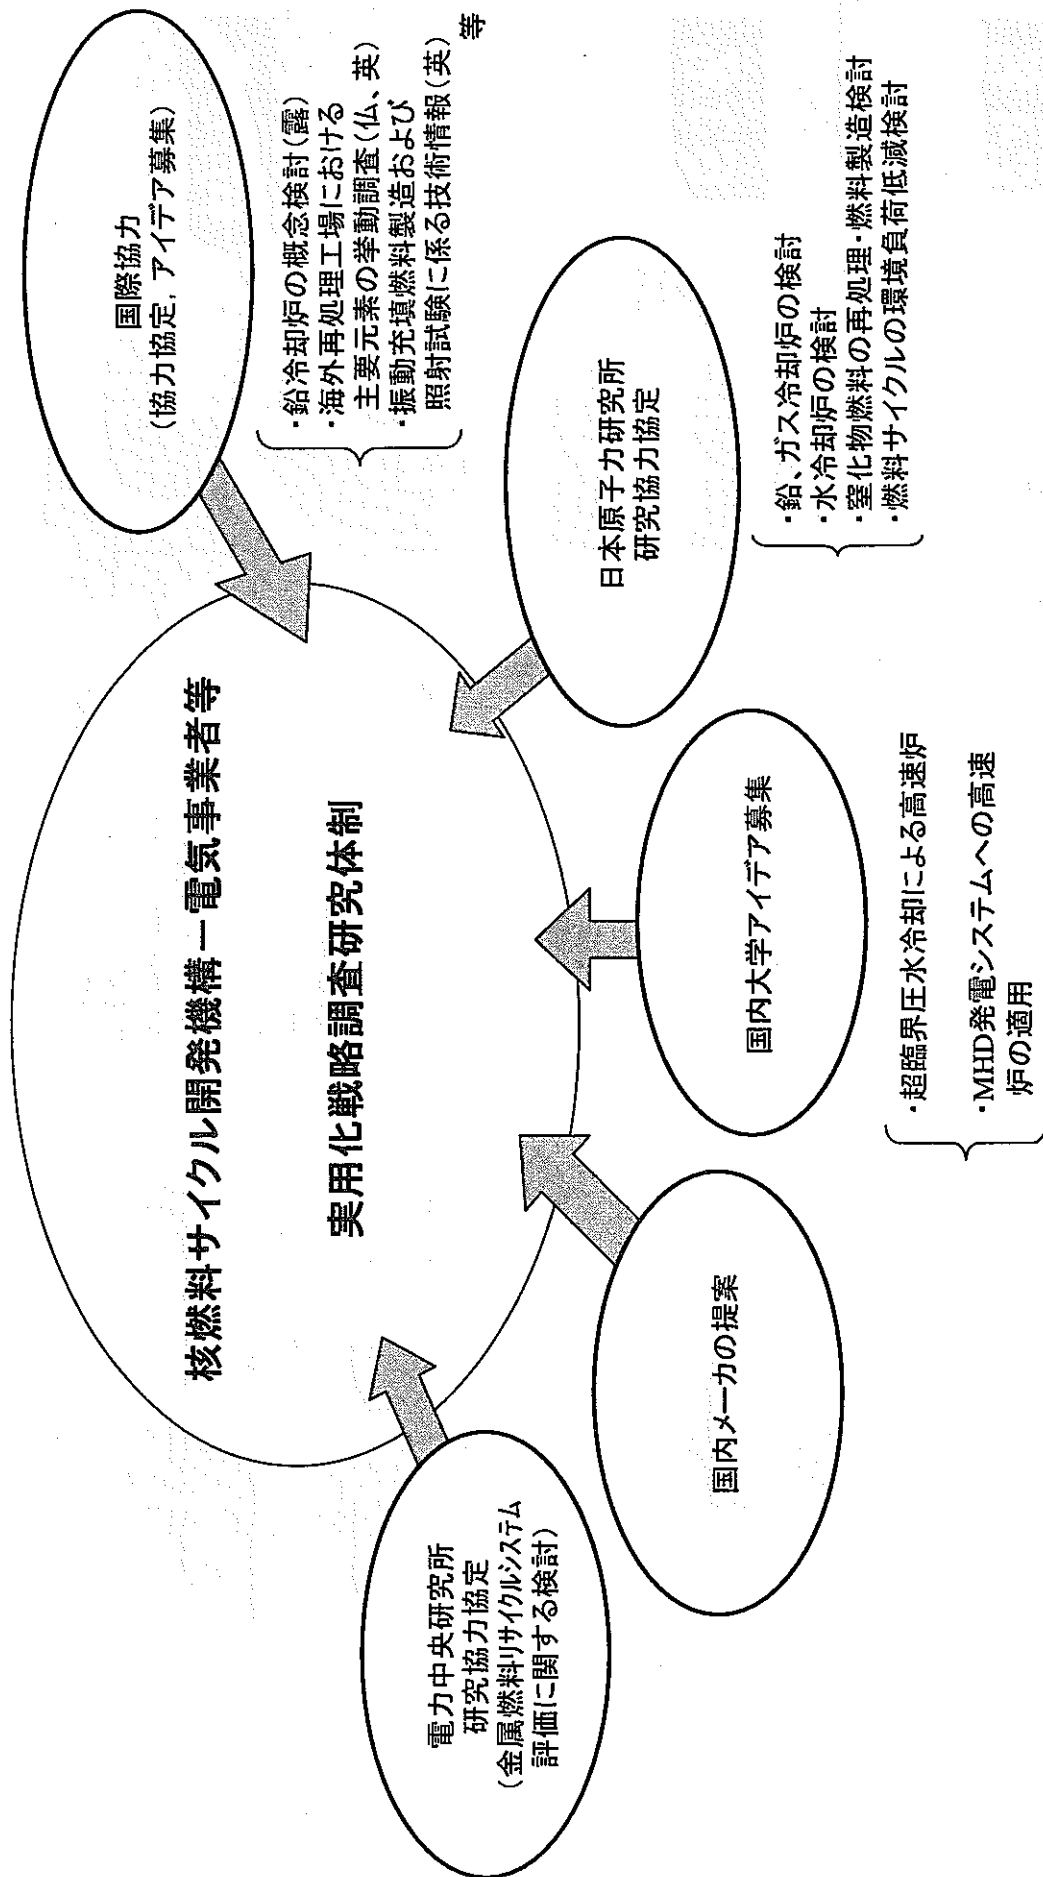 核燃料サイクル開発機構ー電気事業者等
実用化戦略調査研究体制
電力中央研究所
研究協力協定
(金属燃料リサイクルシステム
評価に関する検討)
国内メーカの提案
国内大学アイデア募集
・超臨界圧水冷却による高速炉
・MHD発電システムへの高速
炉の適用
日本原子力研究所
研究協力協定
・鉛、ガス冷却炉の検討
・水冷却炉の検討
・窒化物燃料の再処理・燃料製造検討
・燃料サイクルの環境負荷低減検討
国際協力
(協力協定, アイデア募集)
・鉛冷却炉の概念検討(露)
・海外再処理工場における
主要元素の挙動調査(仏、英)
・振動充填燃料製造および
照射試験に係る技術情報(英)
等